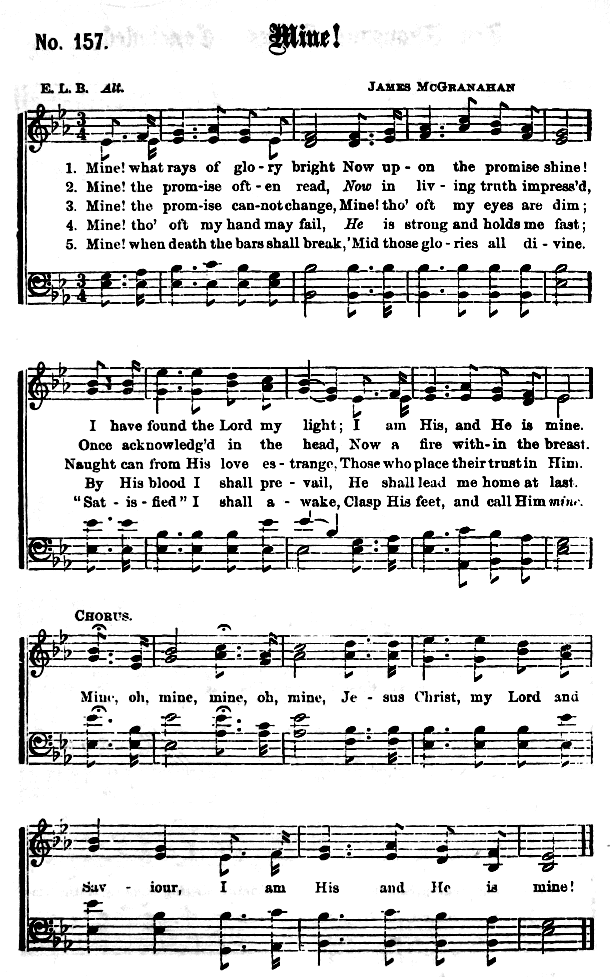 No. 157.
Mine!
E. L. B. Alt.
JAMES MCGRANAHAN
1. Mine! what rays of glo - ry bright Now up - on the promise shine!
2. Mine! the prom-ise oft - en read, Now in liv - ing truth impress'd,
3. Mine! the prom-ise can-not change, Mine! tho' oft my eyes are dim;
4. Mine! tho' oft my hand may fail, He is strong and holds me fast;
5. Mine! when death the bars shall break, 'Mid those glo - ries all di - vine.
I have found the Lord my light; I am His, and He is mine.
Once acknowledg'd in the head, Now a fire with-in the breast.
Naught can from His love es - trange, Those who place their trust in Him.
By His blood I shall pre - vail, He shall lead me home at last.
"Sat - is - fied" I shall a - wake, Clasp His feet, and call Him mine.
CHORUS.
Mine, oh, mine, mine, oh, mine, Je - sus Christ, my Lord and
Sav - iour, I am His and He is mine!